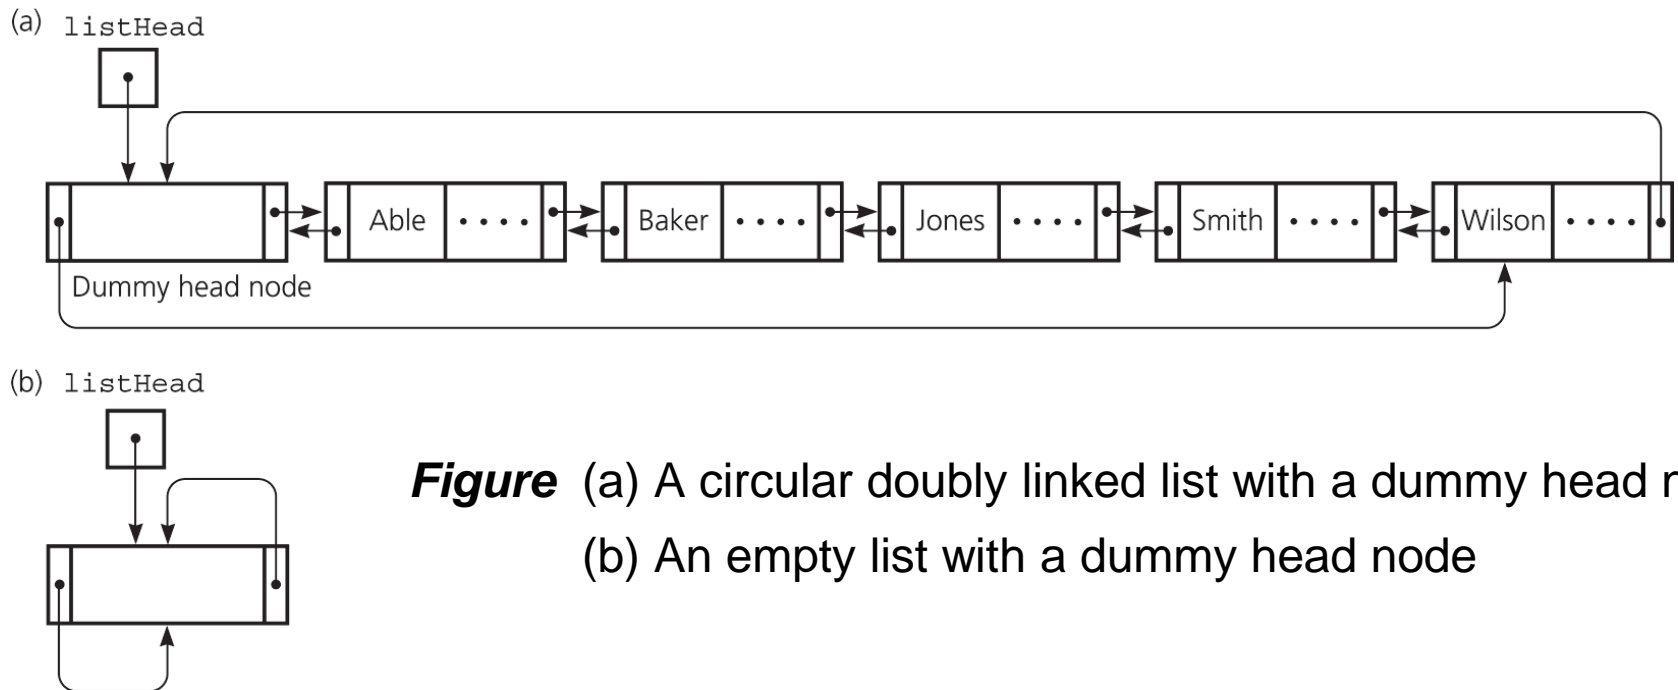 (a) listHead
Able • • • • Baker • • • • Jones • • • • Smith • • • • Wilson • • • •
Dummy head node
(b) listHead
Figure (a) A circular doubly linked list with a dummy head
(b) An empty list with a dummy head node